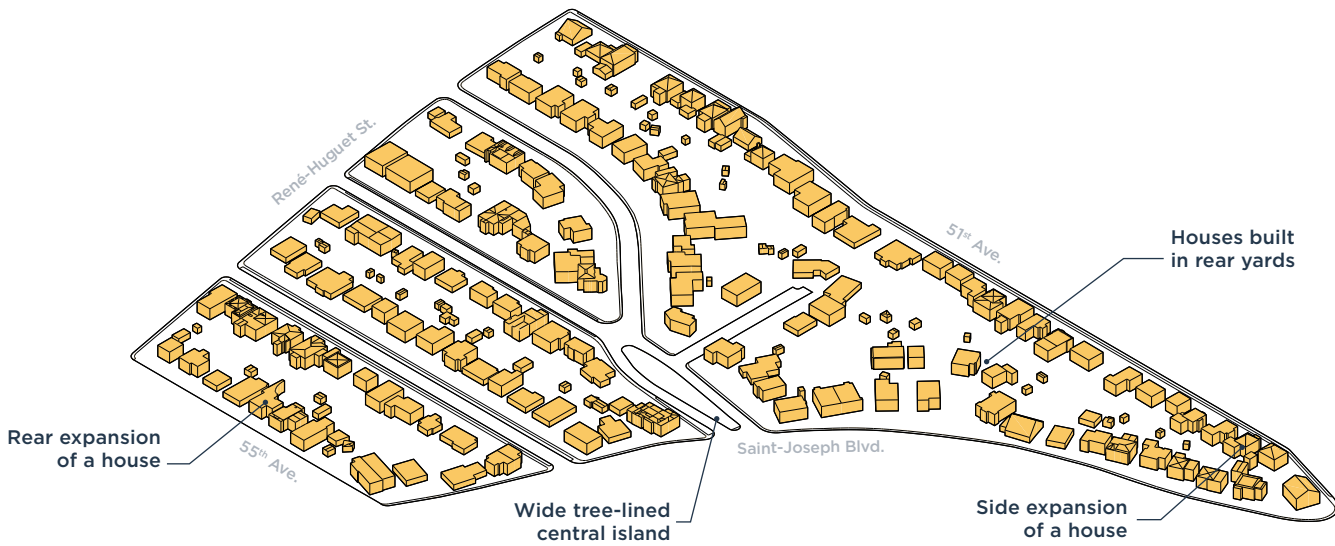 René-Huguet St.
51st Ave.
Houses built
in rear yards
Rear expansion
of a house
55th Ave.
Saint-Joseph Blvd.
Wide tree-lined
central island
Side expansion
of a house